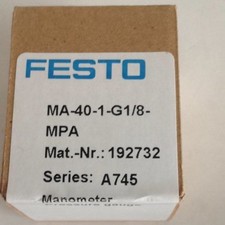 FESTO
MA-40-1-G1/8-
MPA
Mat.-Nr.: 192732
Series: A745
Manometer